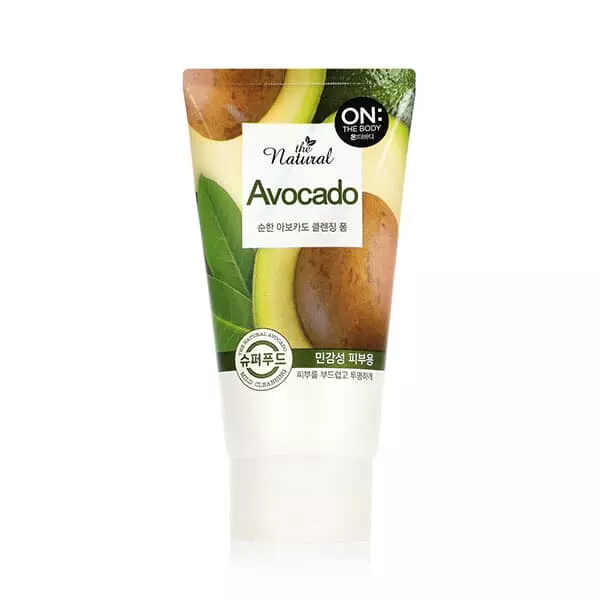 ON:
THE BODY
온:더바디
the
Natural
Avocado
순한 아보카도 클렌징 폼
THE NATURAL AVOCADO
슈퍼푸드
MILD CLEANSING
민감성 피부용
피부를 부드럽고 투명하게